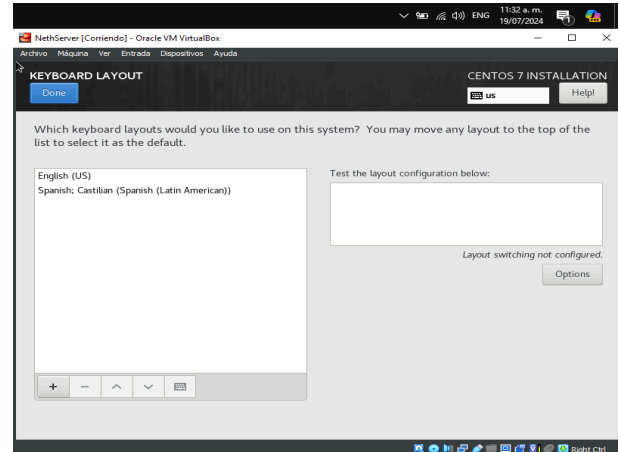 11:32 a. m.
ENG
19/07/2024
NethServer [Corriendo] - Oracle VM VirtualBox
Archivo Máquina Ver Entrada Dispositivos Ayuda
KEYBOARD LAYOUT
CENTOS 7 INSTALLATION
Done
us
Help!
Which keyboard layouts would you like to use on this system? You may move any layout to the top of the
list to select it as the default.
English (US)
Spanish; Castilian (Spanish (Latin American))
Test the layout configuration below:
Layout switching not configured.
Options
Right Ctrl